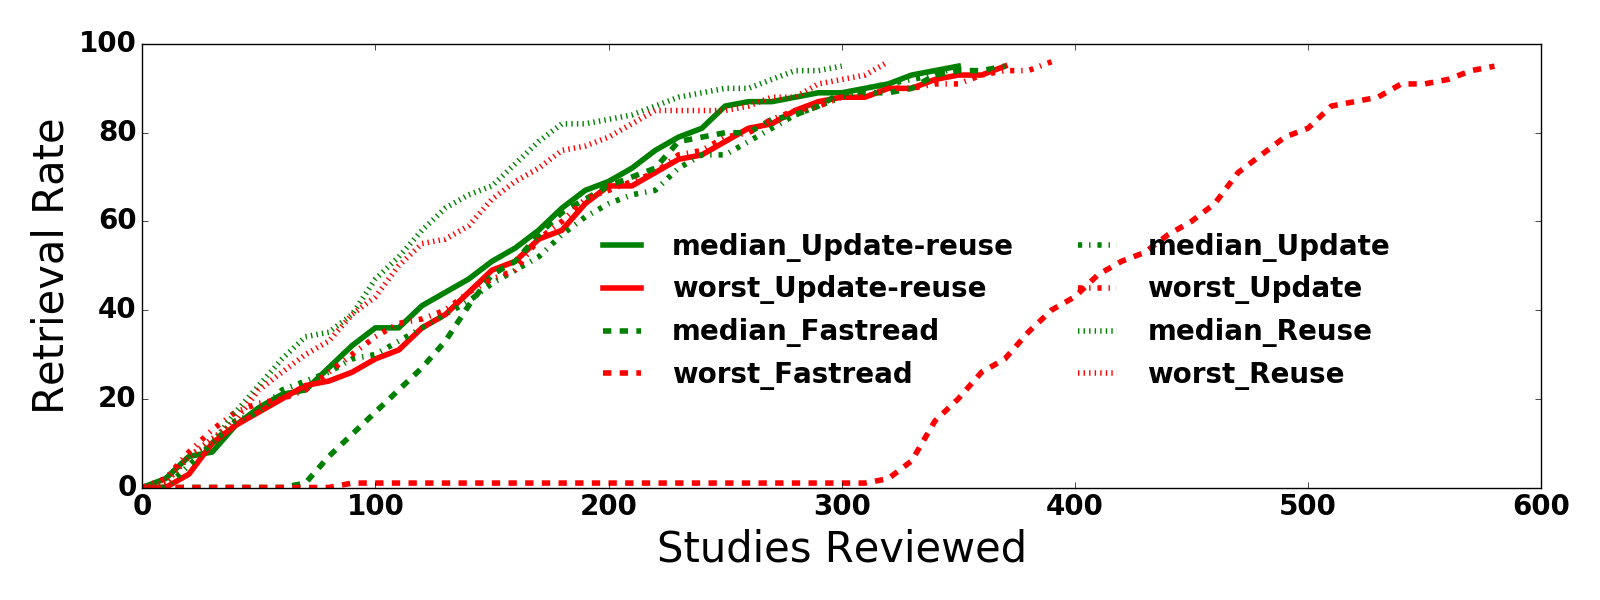 100
80
60
40
20
0
Retrieval Rate
median_Update-reuse
worst_Update-reuse
median_Fastread
worst_Fastread
median_Update
worst_Update
median_Reuse
worst_Reuse
0 100 200 300 400 500 600
Studies Reviewed